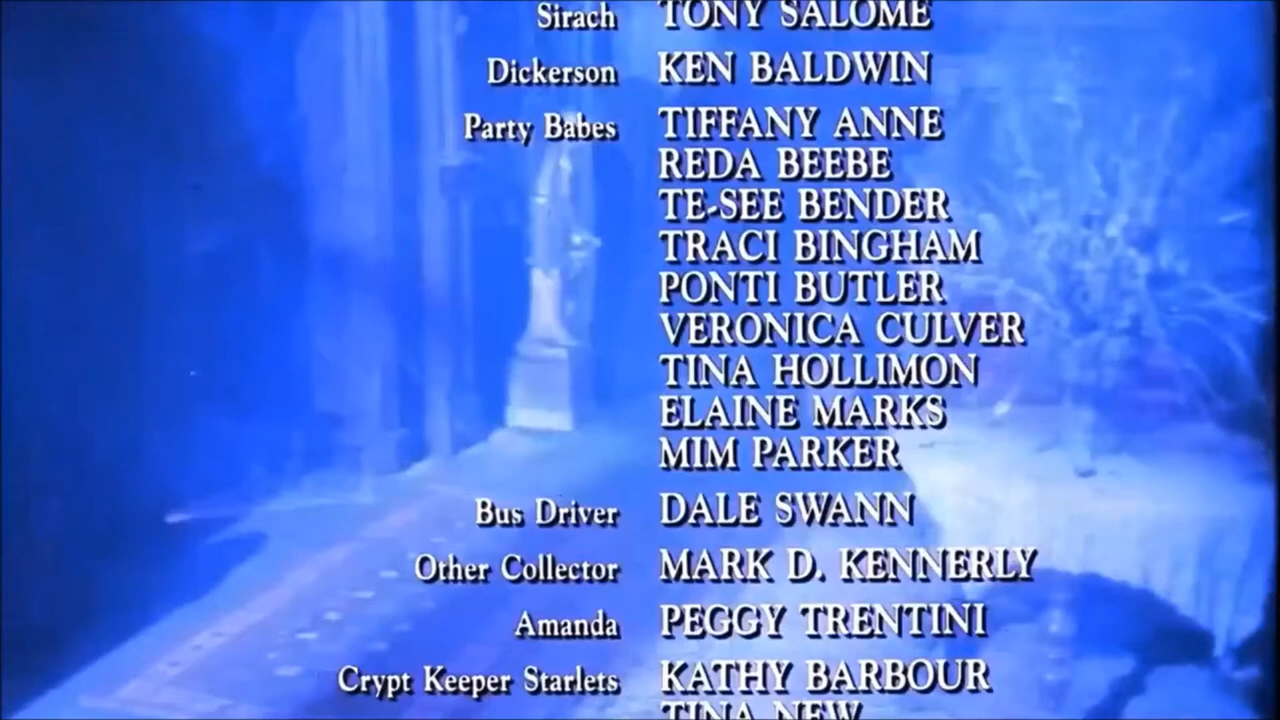 Sirach TONY SALOME
Dickerson KEN BALDWIN
Party Babes TIFFANY ANNE
REDA BEEBE
TE-SEE BENDER
TRACI BINGHAM
PONTI BUTLER
VERONICA CULVER
TINA HOLLIMON
ELAINE MARKS
MIM PARKER
Bus Driver DALE SWANN
Other Collector MARK D. KENNERLY
Amanda PEGGY TRENTINI
Crypt Keeper Starlets KATHY BARBOUR
TINA NEW